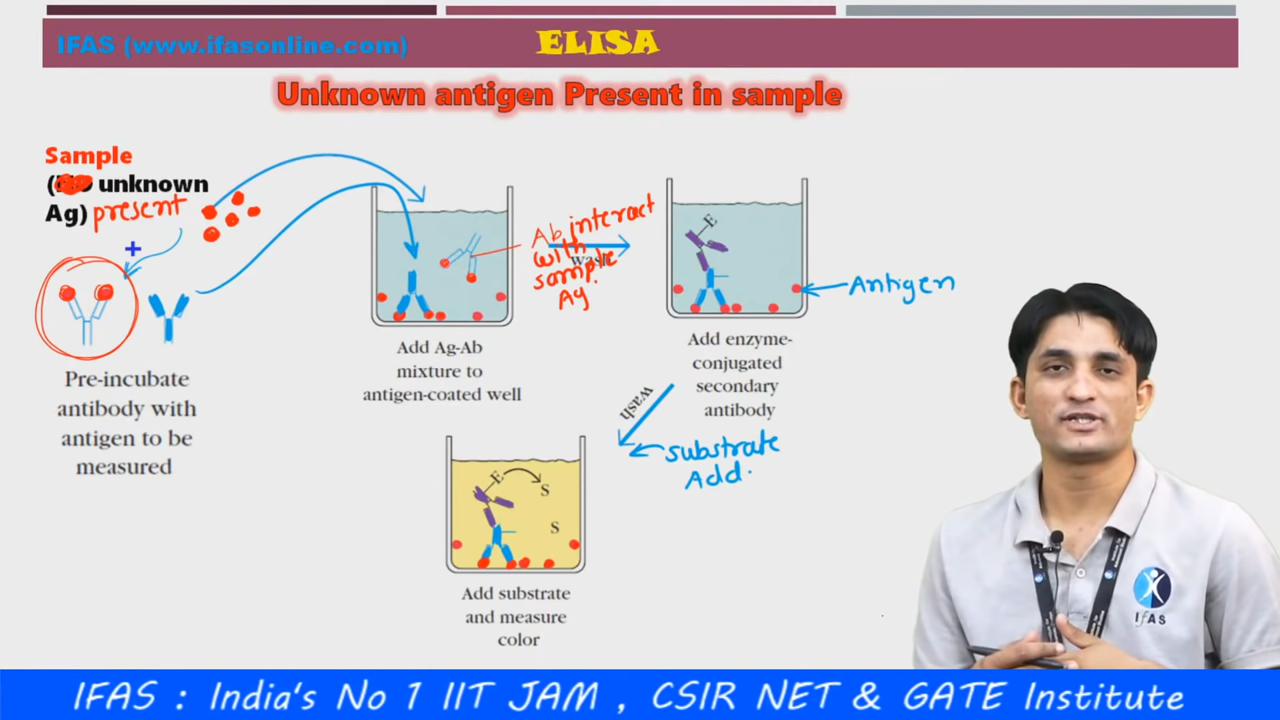 IFAS (www.ifasonline.com)
ELISA
Unknown antigen Present in sample
Sample
( unknown
Ag) present
+
Pre-incubate
antibody with
antigen to be
measured
Add Ag-Ab
mixture to
antigen-coated well
Ab interact
with
sample
Ag.
wash
E
Antigen
Add enzyme-
conjugated
secondary
antibody
wash
substrate
Add.
E
S
S
Add substrate
and measure
color
IFAS
IFAS : India's No 1 IIT JAM , CSIR NET & GATE Institute